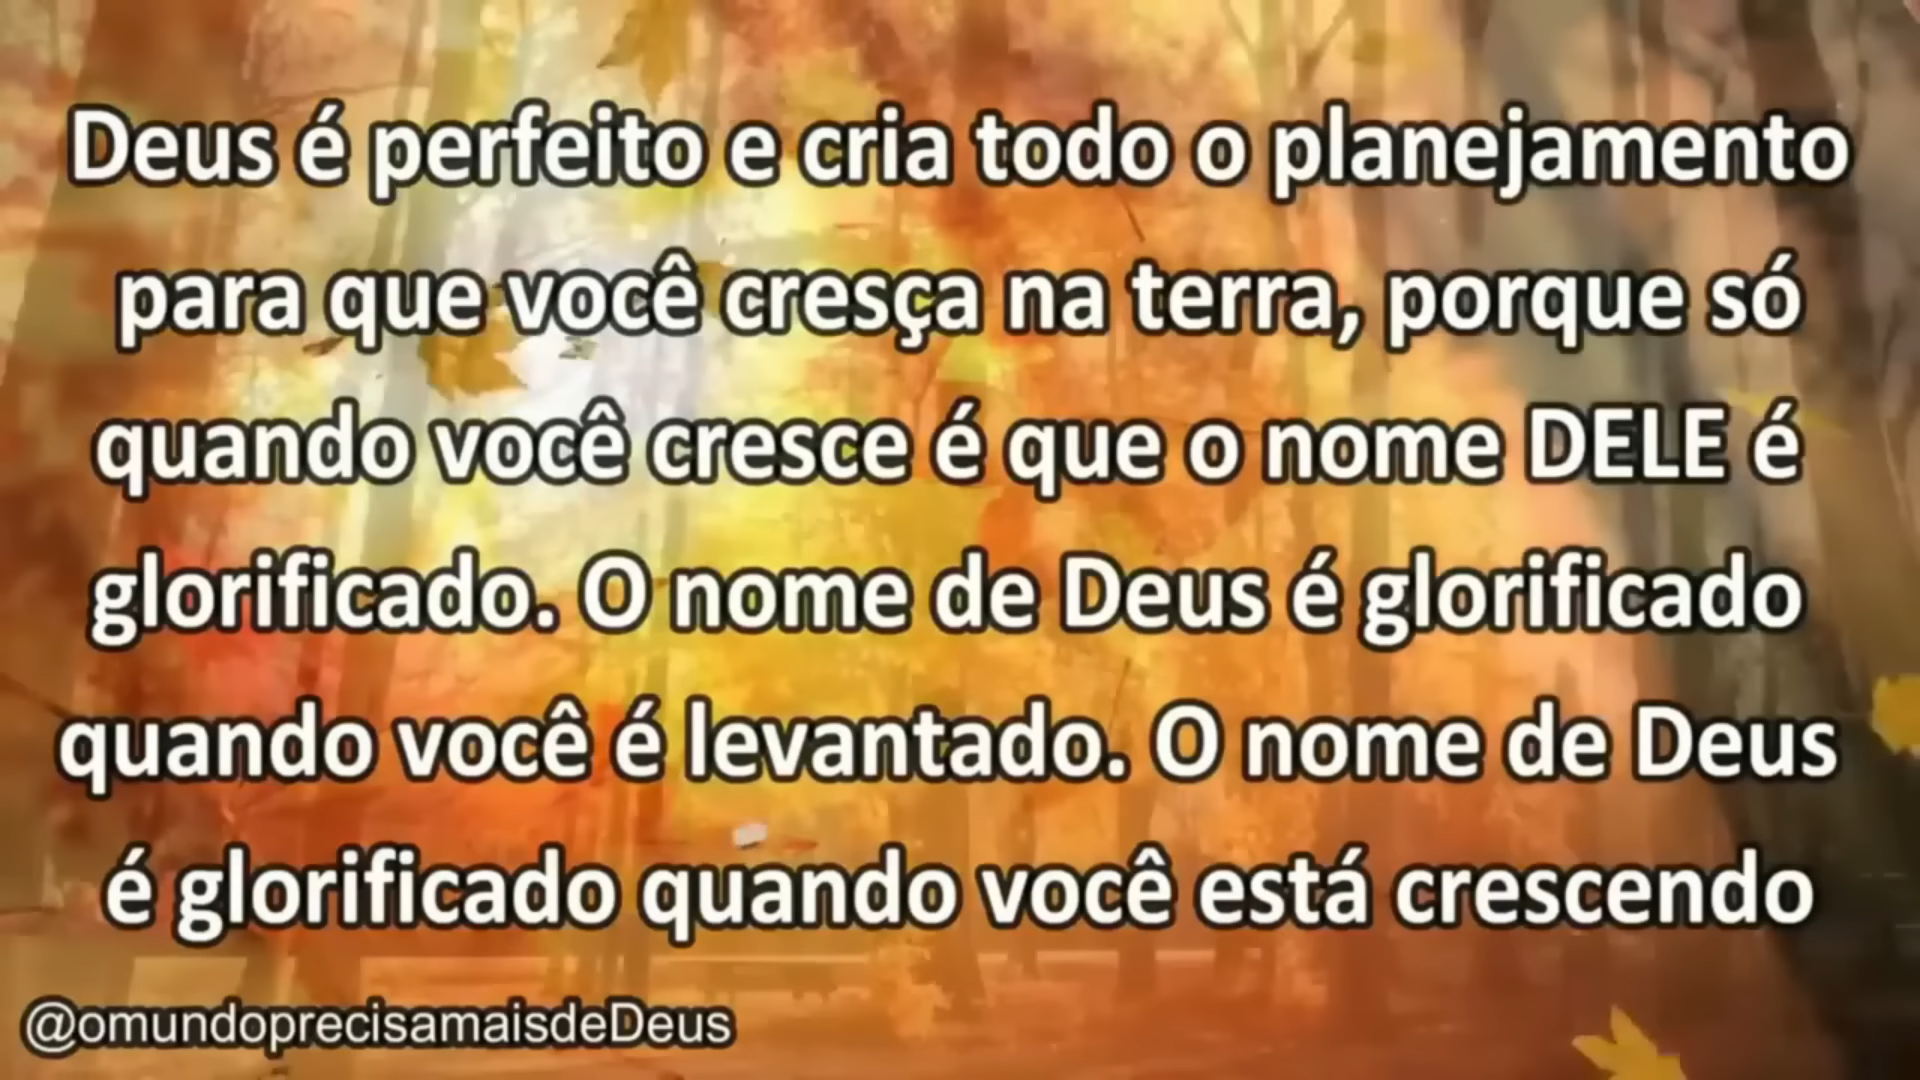 Deus é perfeito e cria todo o planejamento
para que você cresça na terra, porque só
quando você cresce é que o nome DELE é
glorificado. O nome de Deus é glorificado
quando você é levantado. O nome de Deus
é glorificado quando você está crescendo
@omundoprecisamaisdeDeus